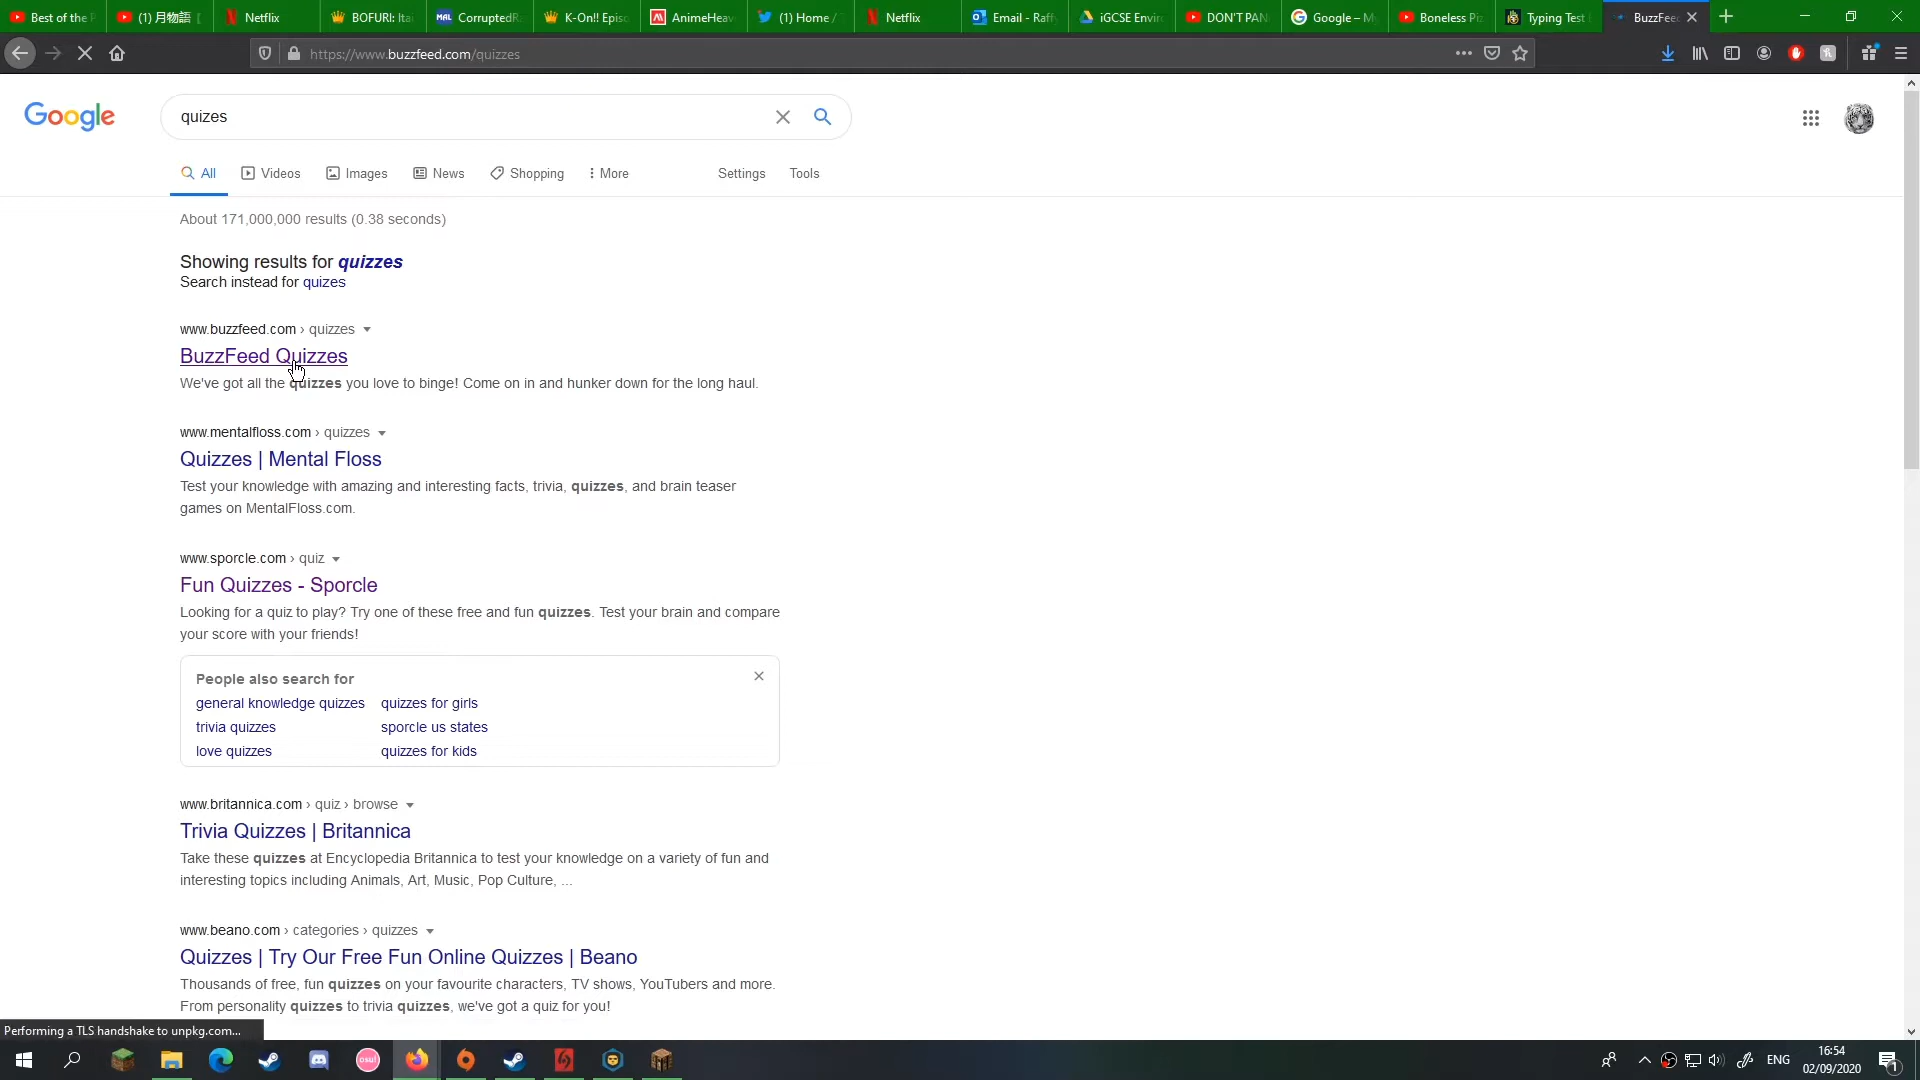 Best of the P
(1) 月物語
Netflix
BOFURI: Itai
MAL CorruptedRa
K-On!! Episo
AnimeHeav
(1) Home / T
Netflix
Email - Raffy
iGCSE Enviro
DON'T PANI
Google – My
Boneless Piz
Typing Test
BuzzFeed
https://www.buzzfeed.com/quizzes
Google
quizes
All Videos Images News Shopping More Settings Tools
About 171,000,000 results (0.38 seconds)
Showing results for quizzes
Search instead for quizes
www.buzzfeed.com › quizzes
BuzzFeed Quizzes
We've got all the quizzes you love to binge! Come on in and hunker down for the long haul.
www.mentalfloss.com › quizzes
Quizzes | Mental Floss
Test your knowledge with amazing and interesting facts, trivia, quizzes, and brain teaser
games on MentalFloss.com.
www.sporcle.com › quiz
Fun Quizzes - Sporcle
Looking for a quiz to play? Try one of these free and fun quizzes. Test your brain and compare
your score with your friends!
People also search for
general knowledge quizzes quizzes for girls
trivia quizzes sporcle us states
love quizzes quizzes for kids
www.britannica.com › quiz › browse
Trivia Quizzes | Britannica
Take these quizzes at Encyclopedia Britannica to test your knowledge on a variety of fun and
interesting topics including Animals, Art, Music, Pop Culture, ...
www.beano.com › categories › quizzes
Quizzes | Try Our Free Fun Online Quizzes | Beano
Thousands of free, fun quizzes on your favourite characters, TV shows, YouTubers and more.
From personality quizzes to trivia quizzes, we've got a quiz for you!
Performing a TLS handshake to unpkg.com...
osu!
ENG
16:54
02/09/2020
1